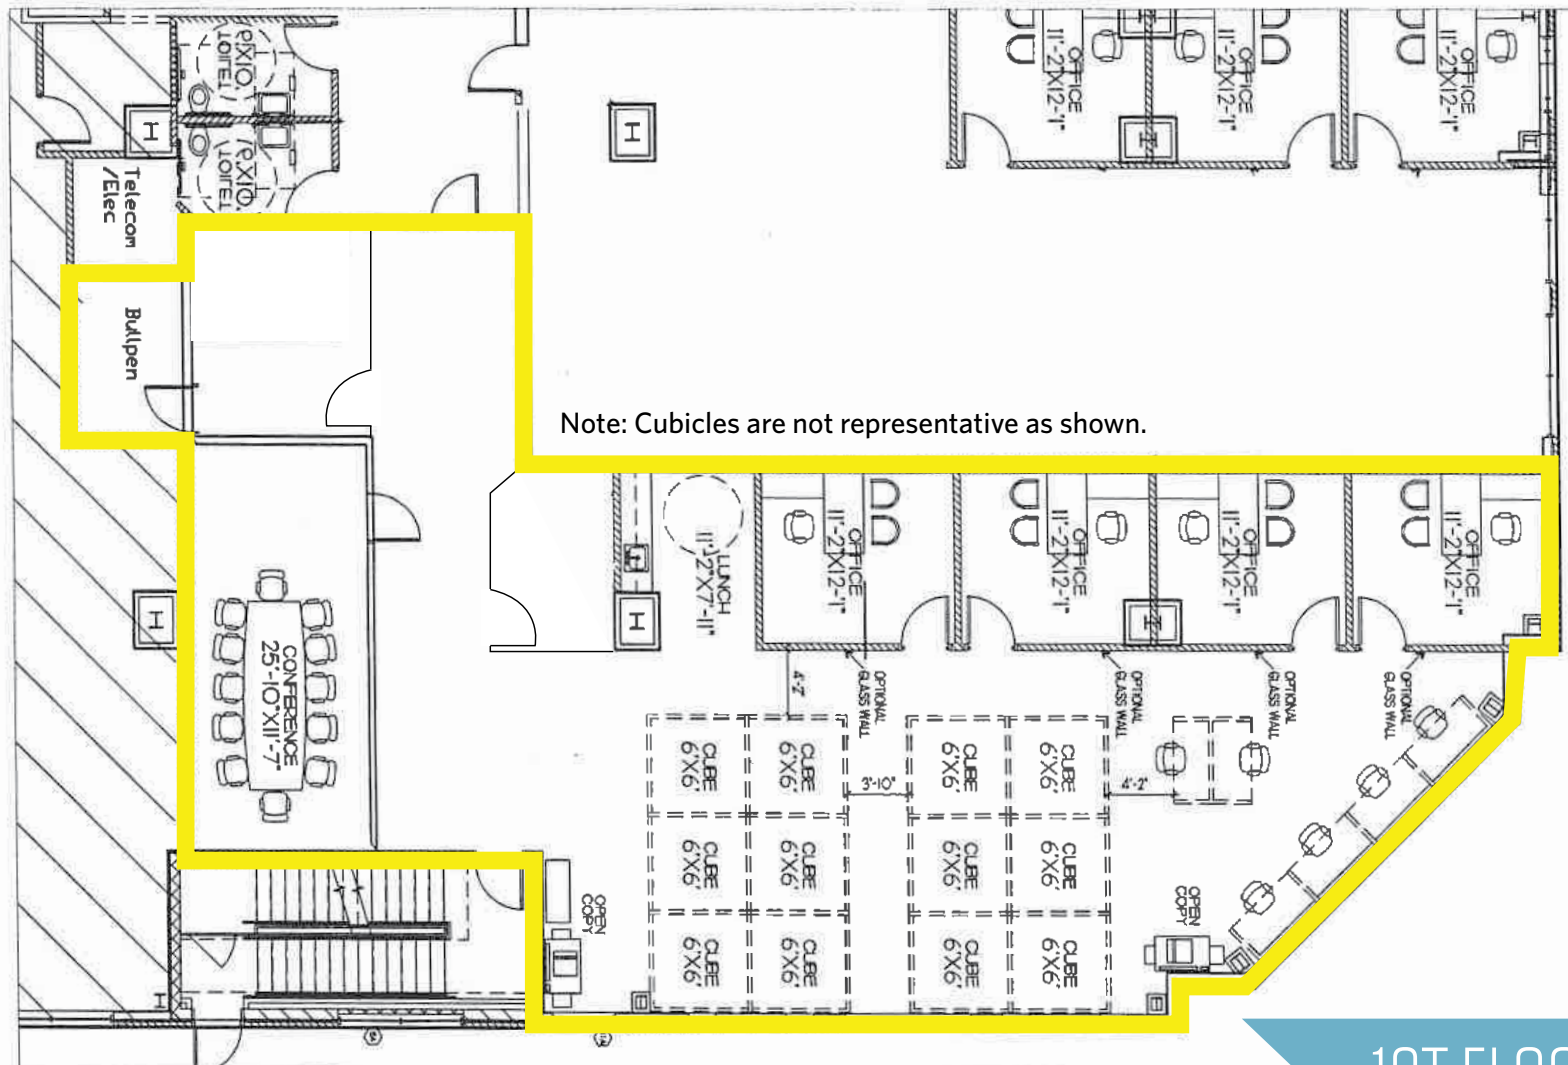 OFFICE
11'-2"X12'-1"
OFFICE
11'-2"X12'-1"
OFFICE
11'-2"X12'-1"
TOILET
TOILET
Telecom
/Elec
Bullpen
Note: Cubicles are not representative as shown.
LUNCH
11'-2"X7'-11"
OFFICE
11'-2"X12'-1"
OFFICE
11'-2"X12'-1"
OFFICE
11'-2"X12'-1"
OFFICE
11'-2"X12'-1"
CONFERENCE
25'-10"X11'-7"
4'-2"
OPTIONAL
GLASS WALL
OPTIONAL
GLASS WALL
OPTIONAL
GLASS WALL
OPTIONAL
GLASS WALL
CUBE
6'X6'
CUBE
6'X6'
3'-10"
CUBE
6'X6'
CUBE
6'X6'
4'-2"
CUBE
6'X6'
CUBE
6'X6'
CUBE
6'X6'
CUBE
6'X6'
OPEN
COPY
CUBE
6'X6'
CUBE
6'X6'
CUBE
6'X6'
CUBE
6'X6'
OPEN
COPY